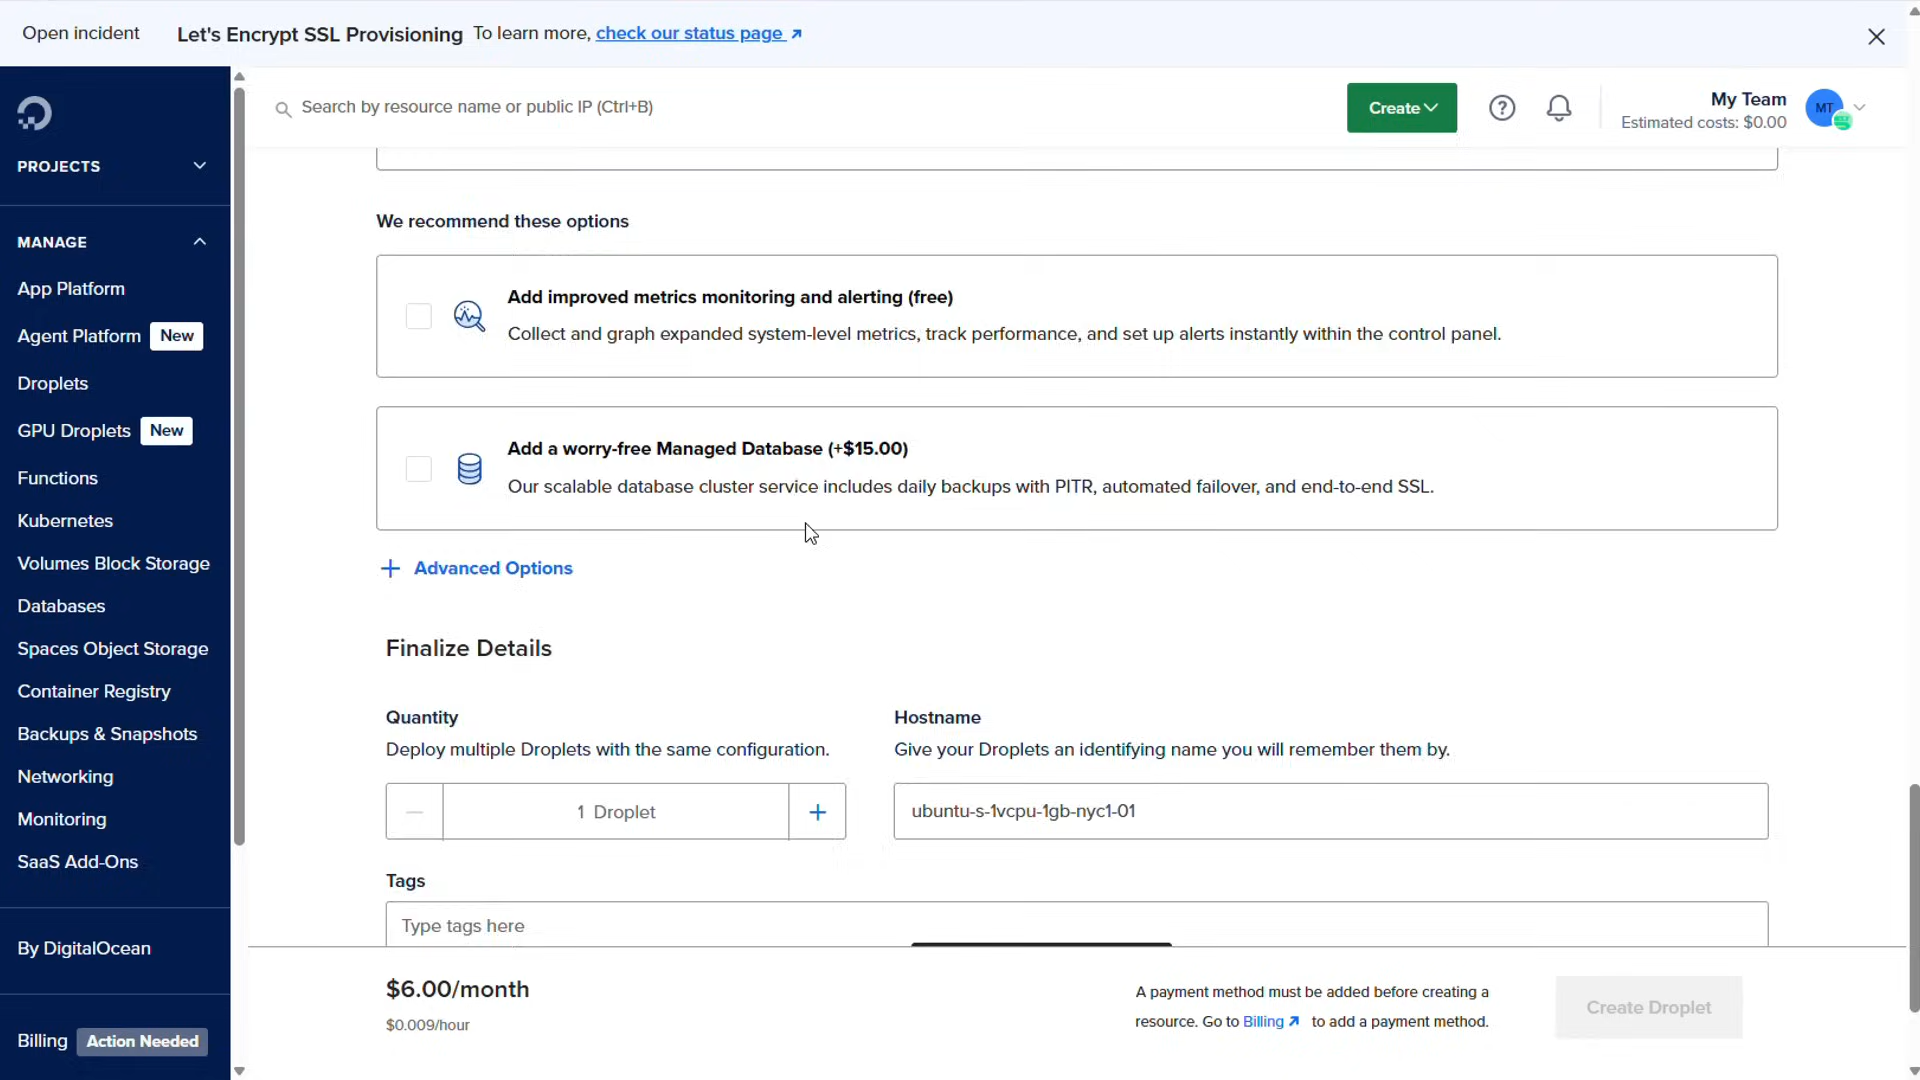 Open incident Let's Encrypt SSL Provisioning To learn more, check our status page
Search by resource name or public IP (Ctrl+B)
Create
My Team
Estimated costs: $0.00
MT
PROJECTS
MANAGE
App Platform
Agent Platform New
Droplets
GPU Droplets New
Functions
Kubernetes
Volumes Block Storage
Databases
Spaces Object Storage
Container Registry
Backups & Snapshots
Networking
Monitoring
SaaS Add-Ons
By DigitalOcean
Billing Action Needed
We recommend these options
Add improved metrics monitoring and alerting (free)
Collect and graph expanded system-level metrics, track performance, and set up alerts instantly within the control panel.
Add a worry-free Managed Database (+$15.00)
Our scalable database cluster service includes daily backups with PITR, automated failover, and end-to-end SSL.
+ Advanced Options
Finalize Details
Quantity
Deploy multiple Droplets with the same configuration.
1 Droplet
Hostname
Give your Droplets an identifying name you will remember them by.
ubuntu-s-1vcpu-1gb-nyc1-01
Tags
Type tags here
$6.00/month
$0.009/hour
A payment method must be added before creating a
resource. Go to Billing to add a payment method.
Create Droplet